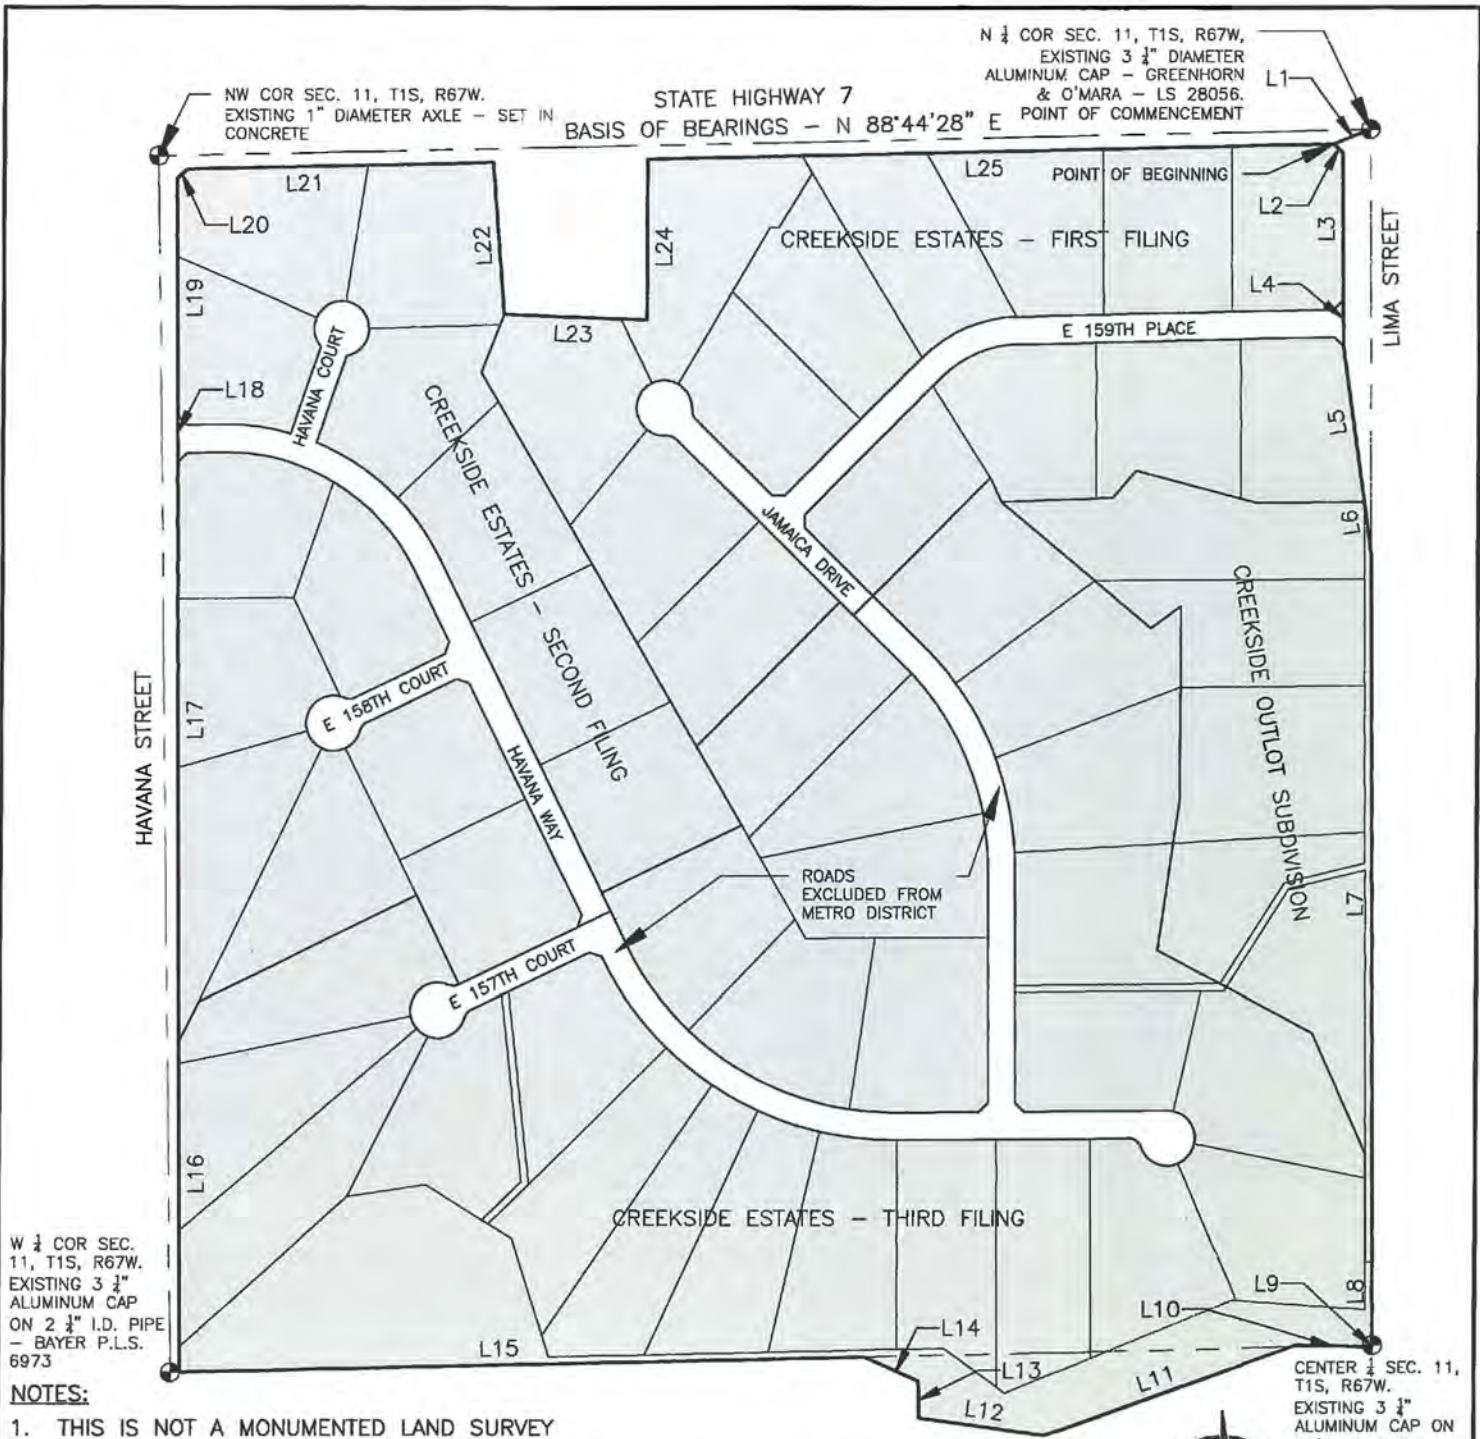 N ¼ COR SEC. 11, T1S, R67W,
EXISTING 3 ¼" DIAMETER
ALUMINUM CAP – GREENHORN
& O'MARA – LS 28056.
POINT OF COMMENCEMENT
L1
NW COR SEC. 11, T1S, R67W.
EXISTING 1" DIAMETER AXLE – SET IN
CONCRETE
STATE HIGHWAY 7
BASIS OF BEARINGS – N 88°44'28" E
L21
L25
POINT OF BEGINNING
L20
L2
L22
L24
L3
CREEKSIDE ESTATES – FIRST FILING
LIMA STREET
L19
L4
L23
E 159TH PLACE
HAVANA COURT
L18
L5
CREEKSIDE ESTATES – SECOND FILING
JAMAICA DRIVE
L6
CREEKSIDE OUTLOT SUBDIVISION
HAVANA STREET
L17
E 158TH COURT
HAVANA WAY
ROADS
EXCLUDED FROM
METRO DISTRICT
L7
E 157TH COURT
L16
CREEKSIDE ESTATES – THIRD FILING
W ¼ COR SEC.
11, T1S, R67W.
EXISTING 3 ¼"
ALUMINUM CAP
ON 2 ½" I.D. PIPE
– BAYER P.L.S.
6973
L8
L9
L10
L14
L15
L13
L11
L12
CENTER ¼ SEC. 11,
T1S, R67W.
EXISTING 3 ¼"
ALUMINUM CAP ON
NOTES:
1. THIS IS NOT A MONUMENTED LAND SURVEY